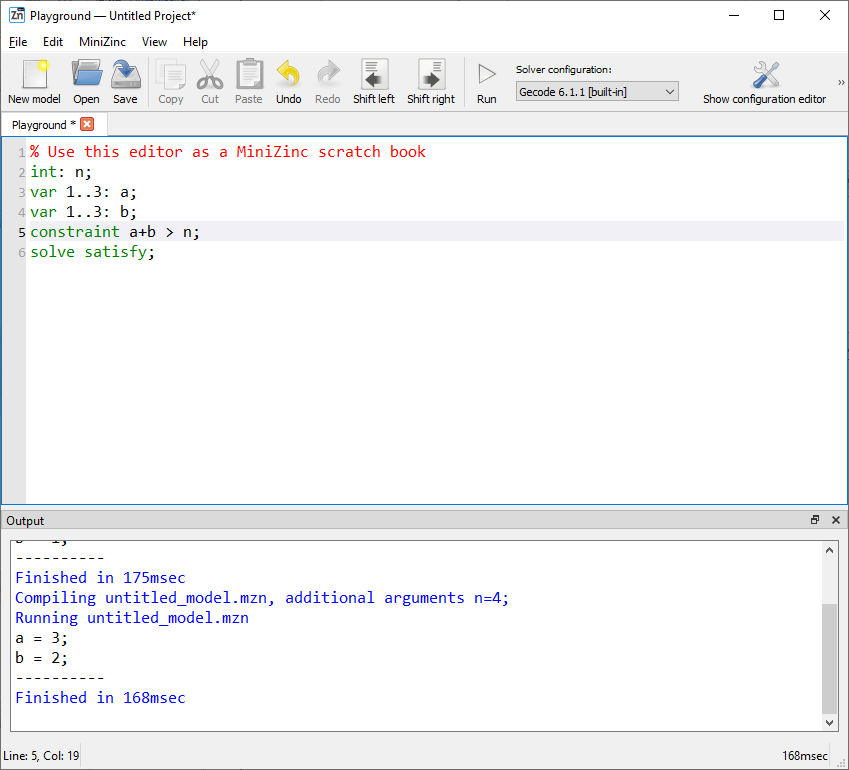 Zn Playground — Untitled Project*
File Edit MiniZinc View Help
New model Open Save Copy Cut Paste Undo Redo Shift left Shift right Run Solver configuration: Gecode 6.1.1 [built-in] Show configuration editor »
Playground *
1 % Use this editor as a MiniZinc scratch book
2 int: n;
3 var 1..3: a;
4 var 1..3: b;
5 constraint a+b > n;
6 solve satisfy;
Output
----------
Finished in 175msec
Compiling untitled_model.mzn, additional arguments n=4;
Running untitled_model.mzn
a = 3;
b = 2;
----------
Finished in 168msec
Line: 5, Col: 19 168msec